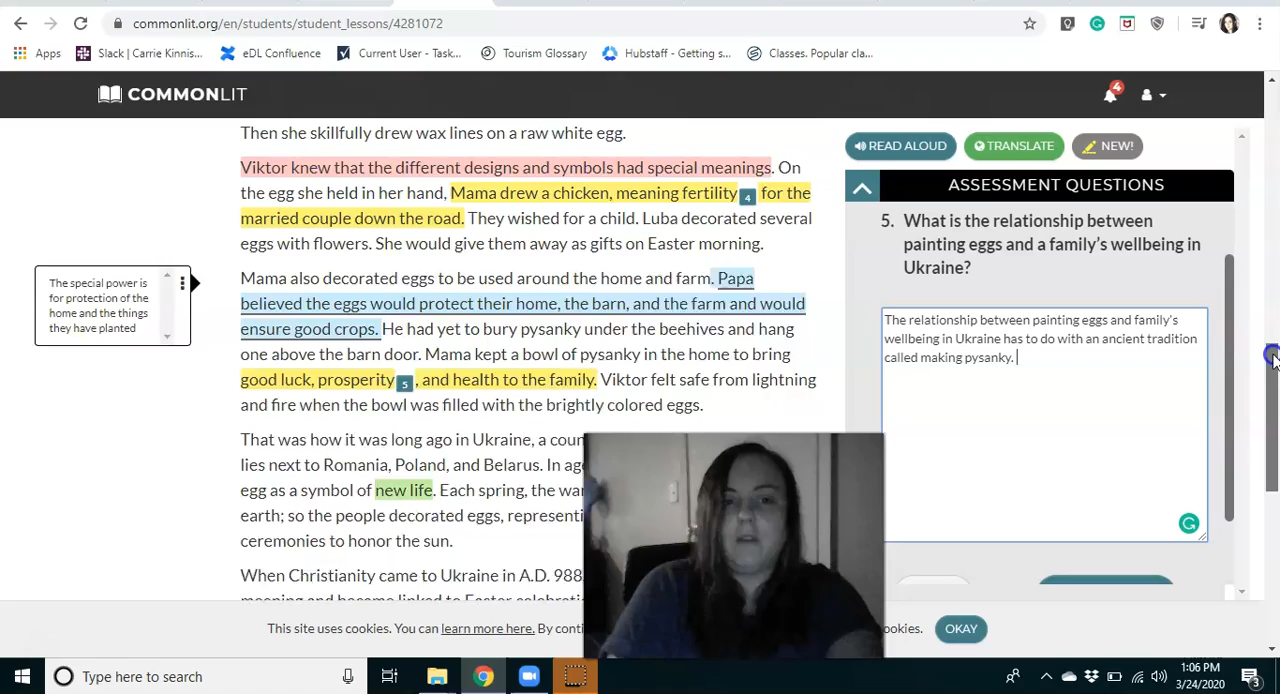 commonlit.org/en/students/student_lessons/4281072
Apps
Slack | Carrie Kinnis...
eDL Confluence
Current User - Task...
Tourism Glossary
Hubstaff - Getting s...
Classes. Popular cla...
COMMONLIT
4
Then she skillfully drew wax lines on a raw white egg.
Viktor knew that the different designs and symbols had special meanings. On
the egg she held in her hand, Mama drew a chicken, meaning fertility 4 for the
married couple down the road. They wished for a child. Luba decorated several
eggs with flowers. She would give them away as gifts on Easter morning.
Mama also decorated eggs to be used around the home and farm. Papa
believed the eggs would protect their home, the barn, and the farm and would
ensure good crops. He had yet to bury pysanky under the beehives and hang
one above the barn door. Mama kept a bowl of pysanky in the home to bring
good luck, prosperity 5 , and health to the family. Viktor felt safe from lightning
and fire when the bowl was filled with the brightly colored eggs.
That was how it was long ago in Ukraine, a coun
lies next to Romania, Poland, and Belarus. In ag
egg as a symbol of new life. Each spring, the wa
earth; so the people decorated eggs, representi
ceremonies to honor the sun.
When Christianity came to Ukraine in A.D. 988
The special power is
for protection of the
home and the things
they have planted
READ ALOUD
TRANSLATE
NEW!
ASSESSMENT QUESTIONS
5. What is the relationship between
painting eggs and a family's wellbeing in
Ukraine?
The relationship between painting eggs and family's
wellbeing in Ukraine has to do with an ancient tradition
called making pysanky.
This site uses cookies. You can learn more here. By conti
ookies.
OKAY
Type here to search
1:06 PM
3/24/2020
3